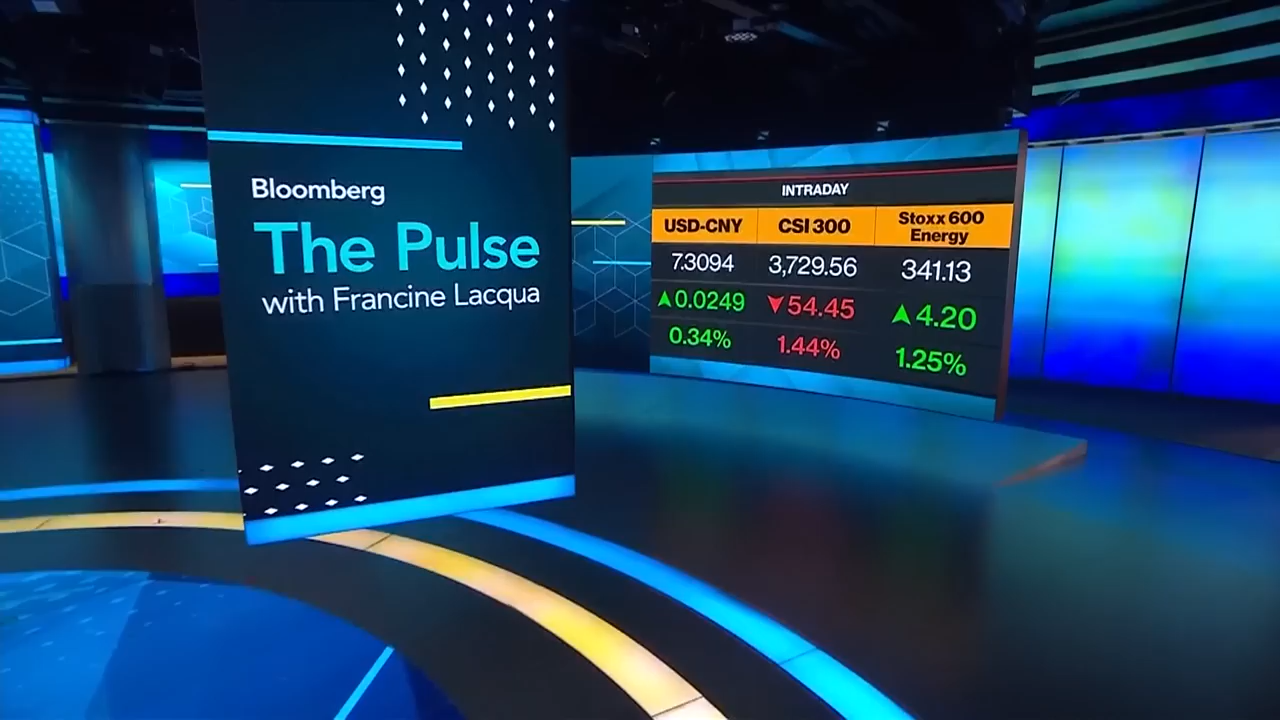 Bloomberg
The Pulse
with Francine Lacqua
INTRADAY
USD-CNY CSI 300 Stoxx 600 Energy
7.3094 3,729.56 341.13
▲0.0249 ▼54.45 ▲4.20
0.34% 1.44% 1.25%